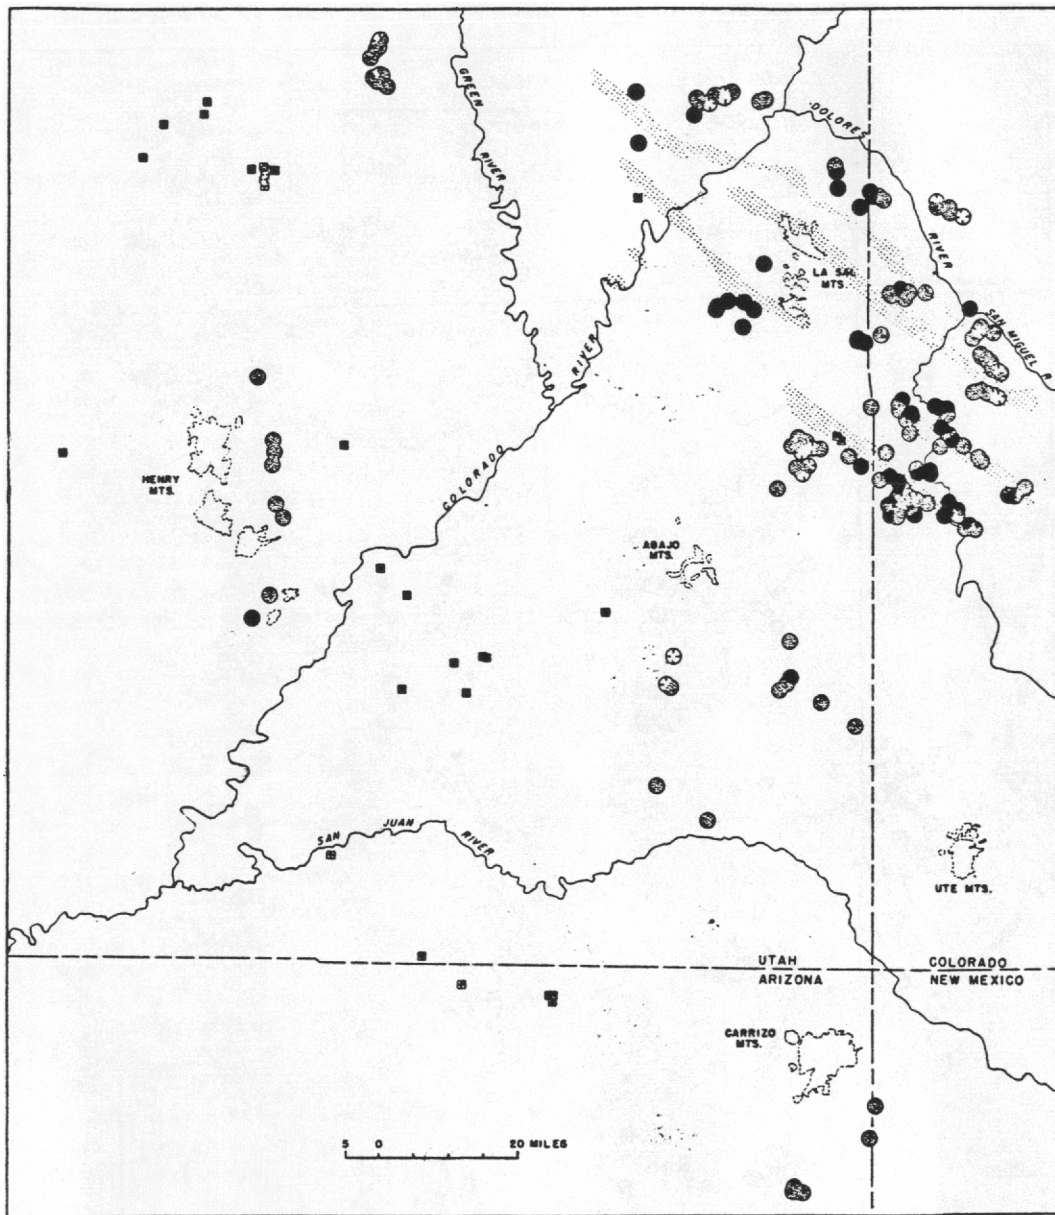 GREEN
RIVER
DOLORES
RIVER
LA SAL
MTS.
SAN MIGUEL R.
RIVER
COLORADO
HENRY
MTS.
ABAJO
MTS.
SAN JUAN RIVER
UTE MTS.
UTAH COLORADO
ARIZONA NEW MEXICO
CARRIZO
MTS.
5 0 20 MILES